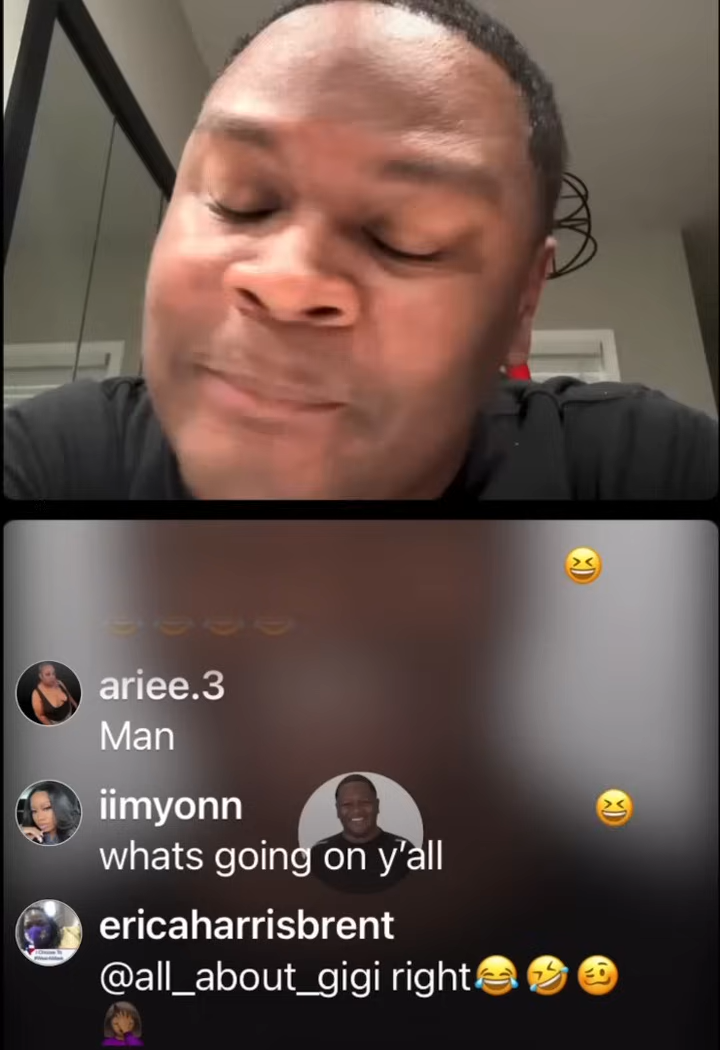 ariee.3
Man
iimyonn
whats going on y’all
ericaharrisbrent
@all_about_gigi right😂🤣🥴
🤦🏾‍♀️